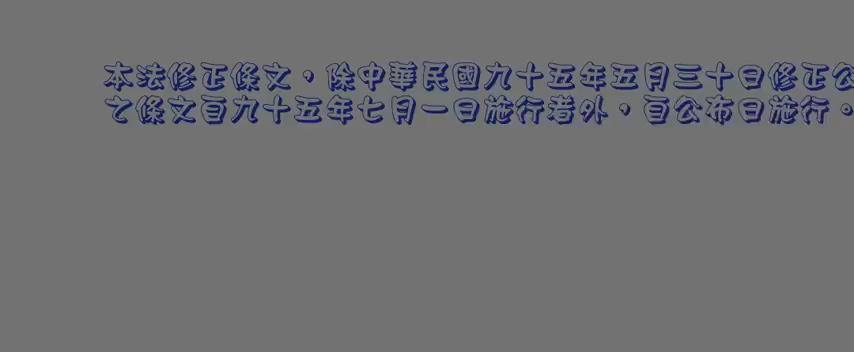 本法修正條文，除中華民國九十五年五月三十日修正公
之條文自九十五年七月一日施行者外，自公布日施行。